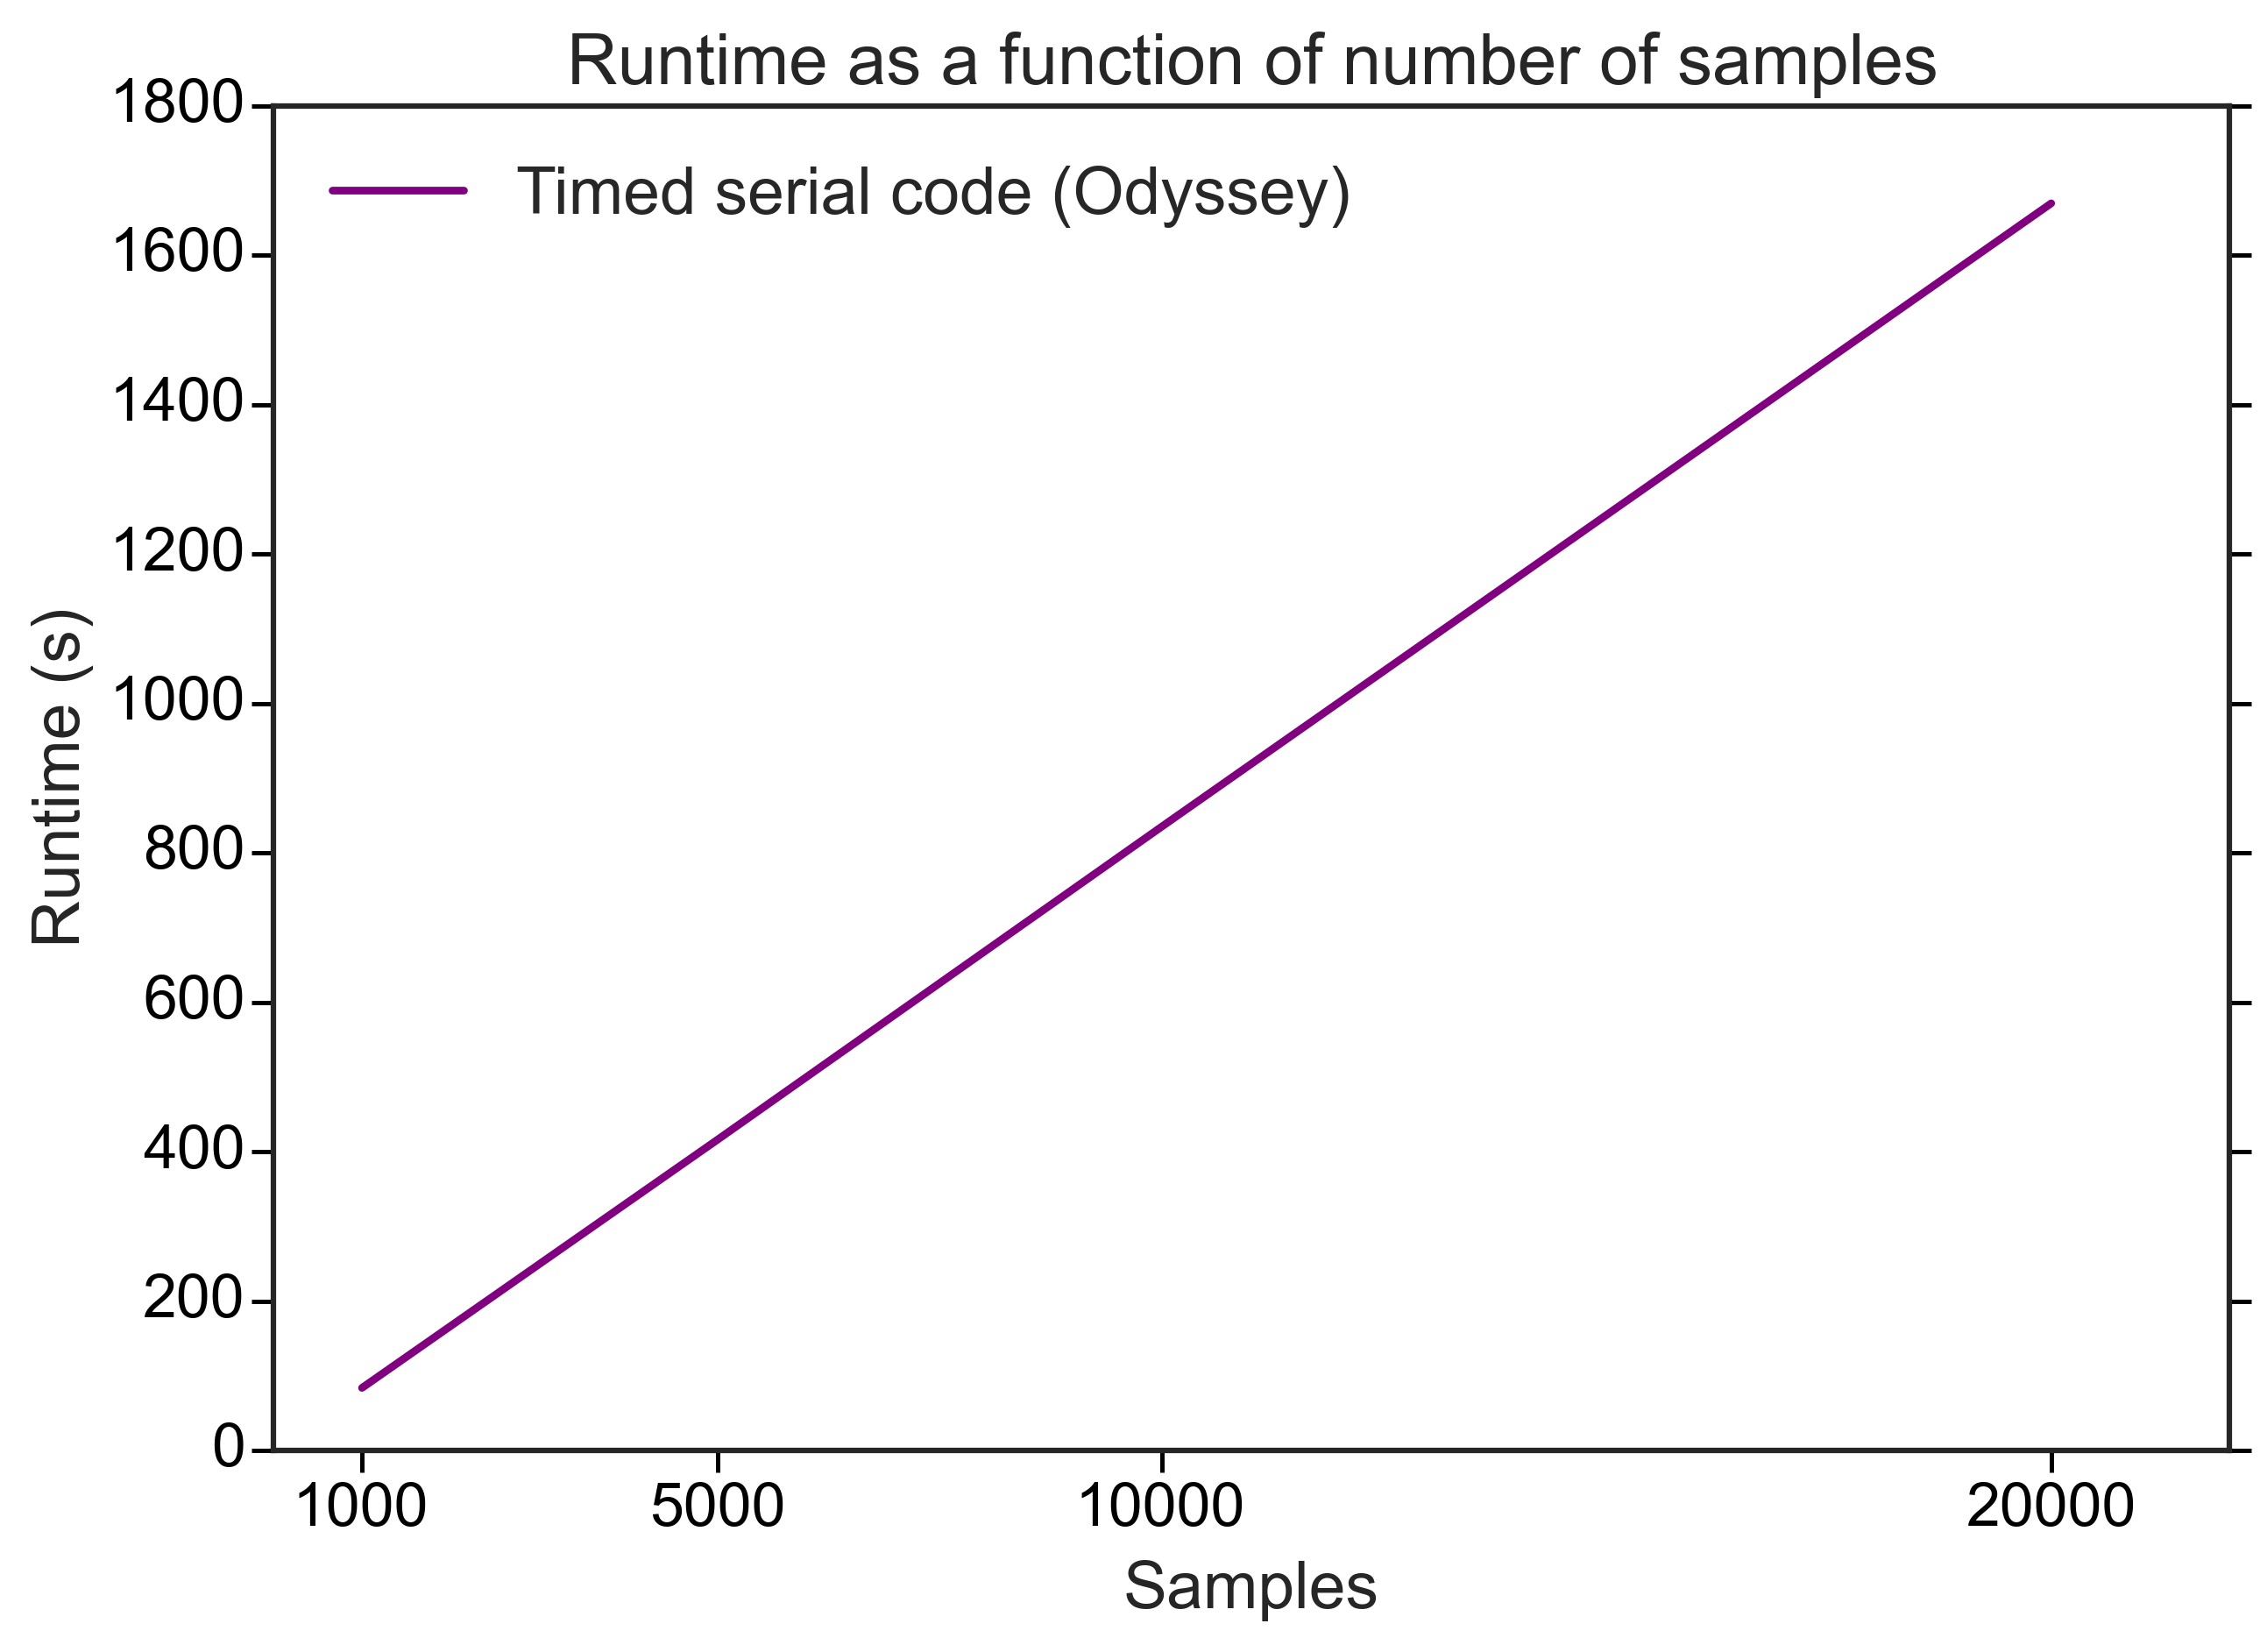 Runtime as a function of number of samples
Timed serial code (Odyssey)
1800
1600
1400
1200
1000
800
600
400
200
0
Runtime (s)
1000 5000 10000 20000
Samples